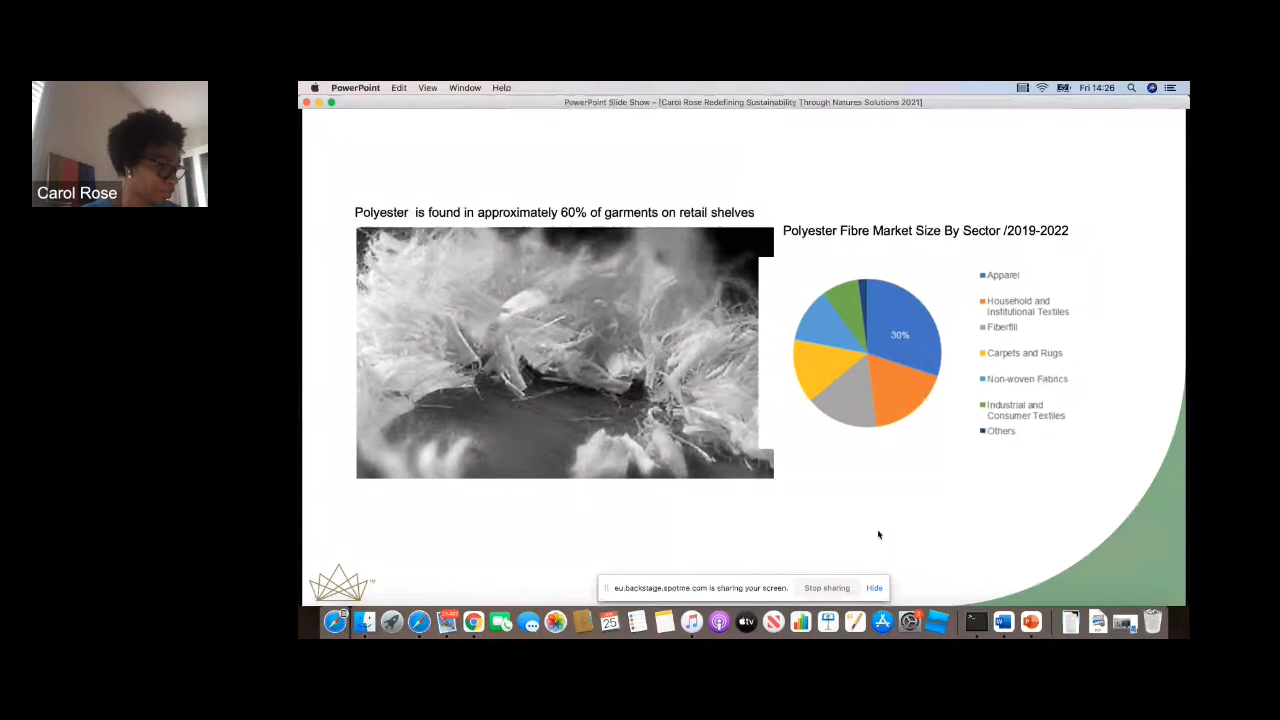 PowerPoint Edit View Window Help
Fri 14:26
PowerPoint Slide Show – [Carol Rose Redefining Sustainability Through Natures Solutions 2021]
Carol Rose
Polyester is found in approximately 60% of garments on retail shelves
Polyester Fibre Market Size By Sector /2019-2022
30%
Apparel
Household and
Institutional Textiles
Fiberfill
Carpets and Rugs
Non-woven Fabrics
Industrial and
Consumer Textiles
Others
TM
eu.backstage.spotme.com is sharing your screen. Stop sharing Hide
25
tv